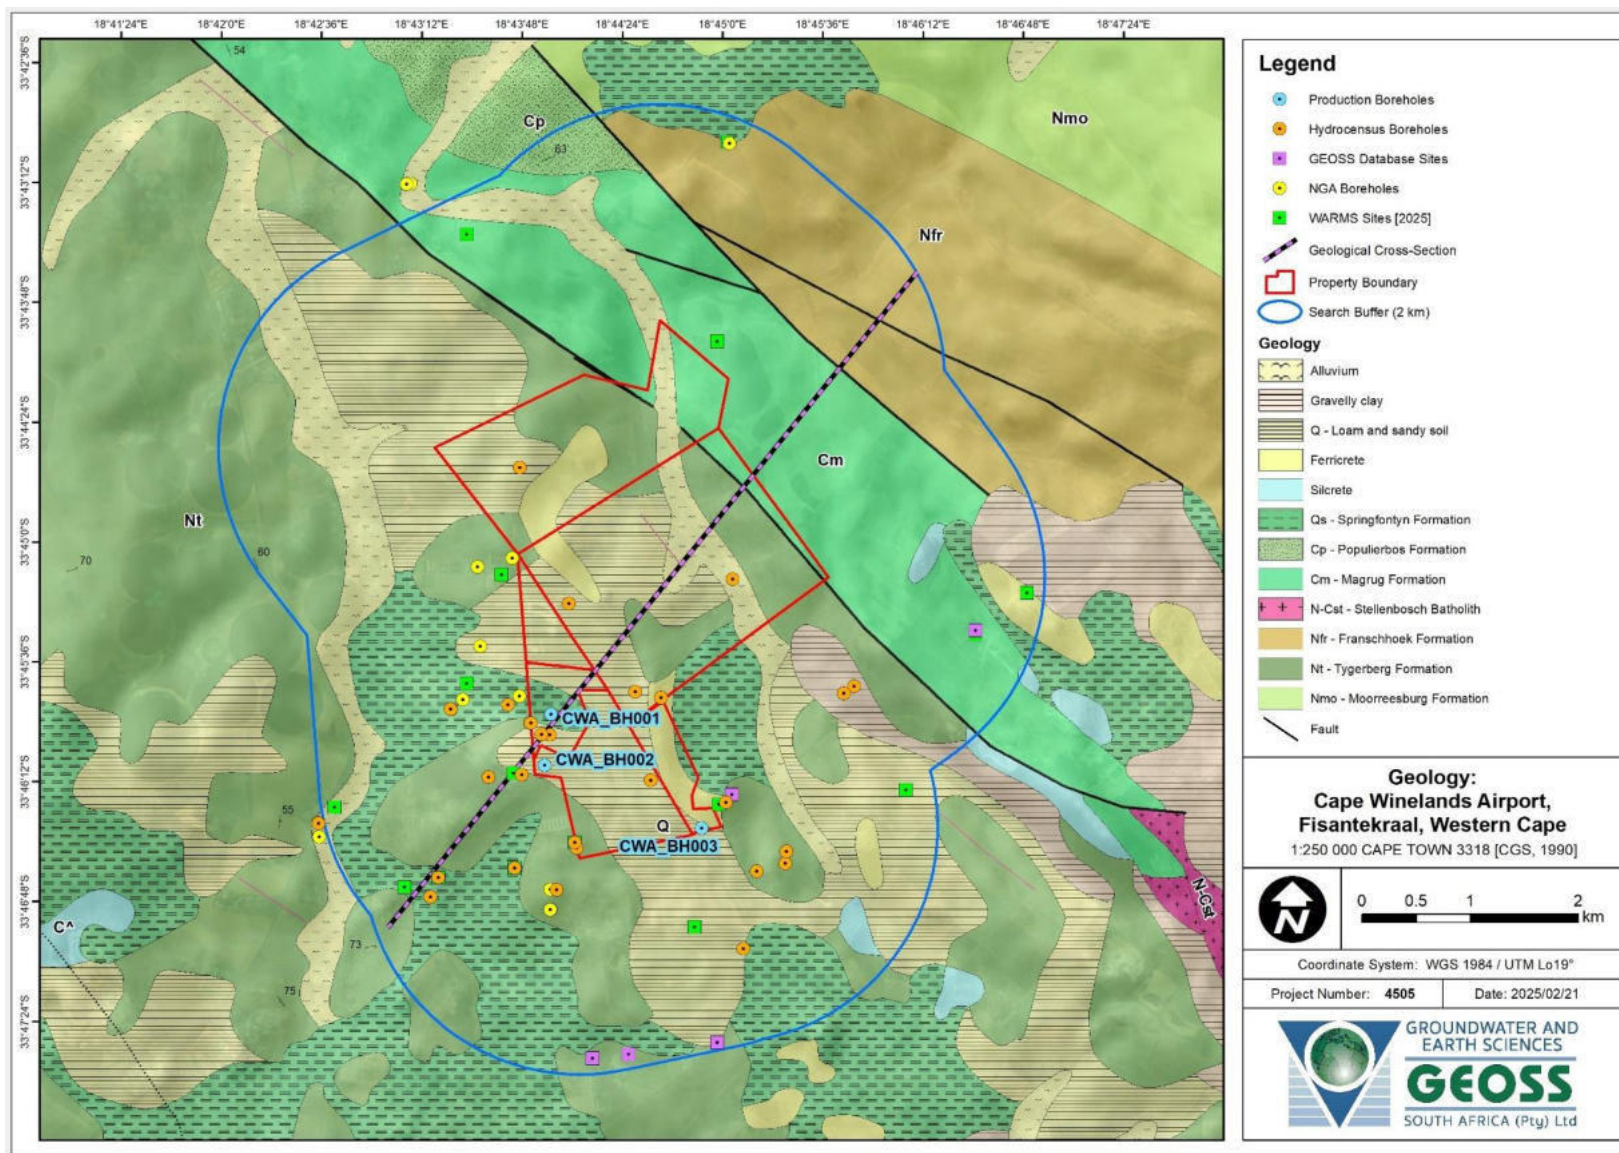 18°41'24"E
18°42'0"E
18°42'36"E
18°43'12"E
18°43'48"E
18°44'24"E
18°45'0"E
18°45'36"E
18°46'12"E
18°46'48"E
18°47'24"E
33°42'36"S
33°43'12"S
33°43'48"S
33°44'24"S
33°45'0"S
33°45'36"S
33°46'12"S
33°46'48"S
33°47'24"S
54
Cp
63
Nmo
Nfr
Cm
Nt
60
70
CWA_BH001
CWA_BH002
55
Q
CWA_BH003
N-Cst
C^
73
75
Legend
Production Boreholes
Hydrocensus Boreholes
GEOSS Database Sites
NGA Boreholes
WARMS Sites [2025]
Geological Cross-Section
Property Boundary
Search Buffer (2 km)
Geology
Alluvium
Gravelly clay
Q - Loam and sandy soil
Ferricrete
Silcrete
Qs - Springfontyn Formation
Cp - Populierbos Formation
Cm - Magrug Formation
N-Cst - Stellenbosch Batholith
Nfr - Franschhoek Formation
Nt - Tygerberg Formation
Nmo - Moorreesburg Formation
Fault
Geology:
Cape Winelands Airport,
Fisantekraal, Western Cape
1:250 000 CAPE TOWN 3318 [CGS, 1990]
N
0 0.5 1 2
km
Coordinate System: WGS 1984 / UTM Lo19°
Project Number: 4505 Date: 2025/02/21
GROUNDWATER AND
EARTH SCIENCES
GEOSS
SOUTH AFRICA (Pty) Ltd